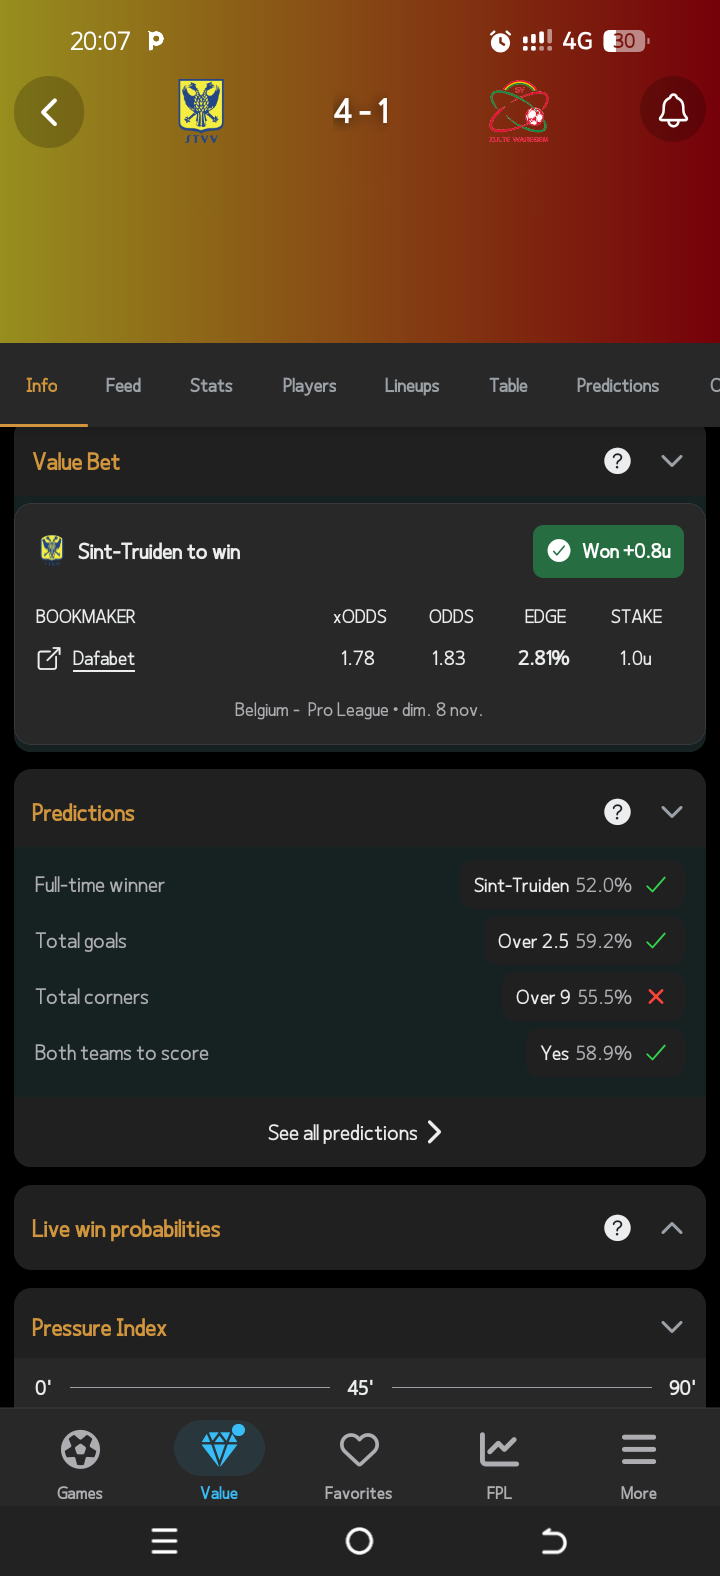 20:07
4G
30
STVV
4 - 1
SV
ZULTE WAREGEM
Info Feed Stats Players Lineups Table Predictions
Value Bet ?
Sint-Truiden to win Won +0.8u
BOOKMAKER xODDS ODDS EDGE STAKE
Dafabet 1.78 1.83 2.81% 1.0u
Belgium - Pro League • dim. 8 nov.
Predictions ?
Full-time winner Sint-Truiden 52.0%
Total goals Over 2.5 59.2%
Total corners Over 9 55.5%
Both teams to score Yes 58.9%
See all predictions
Live win probabilities ?
Pressure Index
0' 45' 90'
Games Value Favorites FPL More